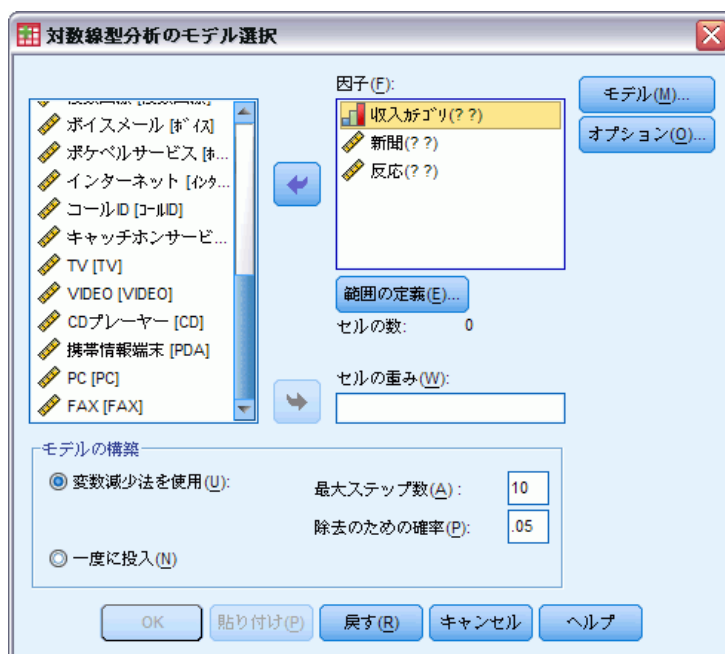 対数線型分析のモデル選択
ボイスメール [ボイス]
ポケベルサービス [ホ...
インターネット [インタ...
コールID [コールID]
キャッチホンサービ...
TV [TV]
VIDEO [VIDEO]
CDプレーヤー [CD]
携帯情報端末 [PDA]
PC [PC]
FAX [FAX]
因子(F):
収入カテゴリ(? ?)
新聞(? ?)
反応(? ?)
範囲の定義(E)...
セルの数: 0
セルの重み(W):
モデル(M)...
オプション(O)...
モデルの構築
変数減少法を使用(U):
最大ステップ数(A) : 10
除去のための確率(P): .05
一度に投入(N)
OK
貼り付け(P)
戻す(R)
キャンセル
ヘルプ